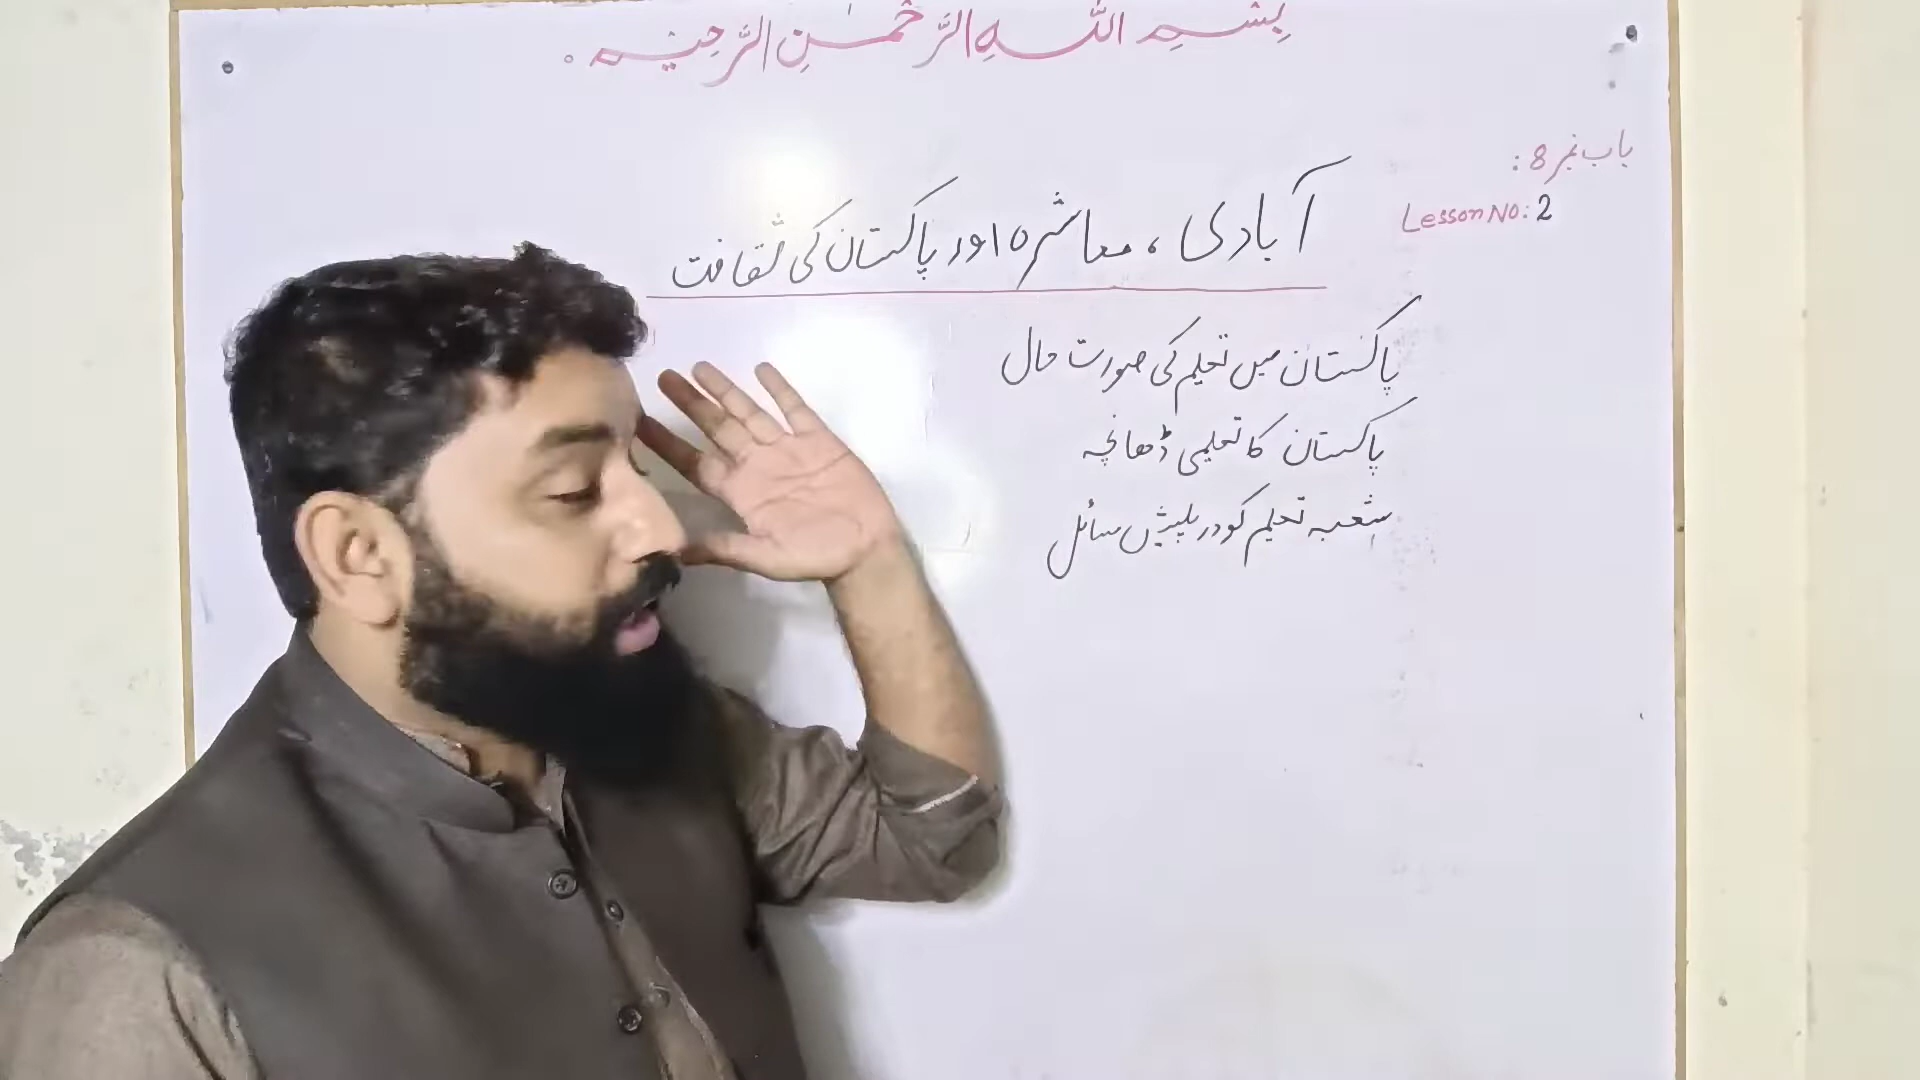 بِسْمِ اللہِ الرَّحْمٰنِ الرَّحِیْمِ
باب نمبر 8:
Lesson No: 2
آبادی، معاشرہ اور پاکستان کی ثقافت
پاکستان میں تعلیم کی صورت حال
پاکستان کا تعلیمی ڈھانچہ
شعبہ تعلیم کو درپیش مسائل